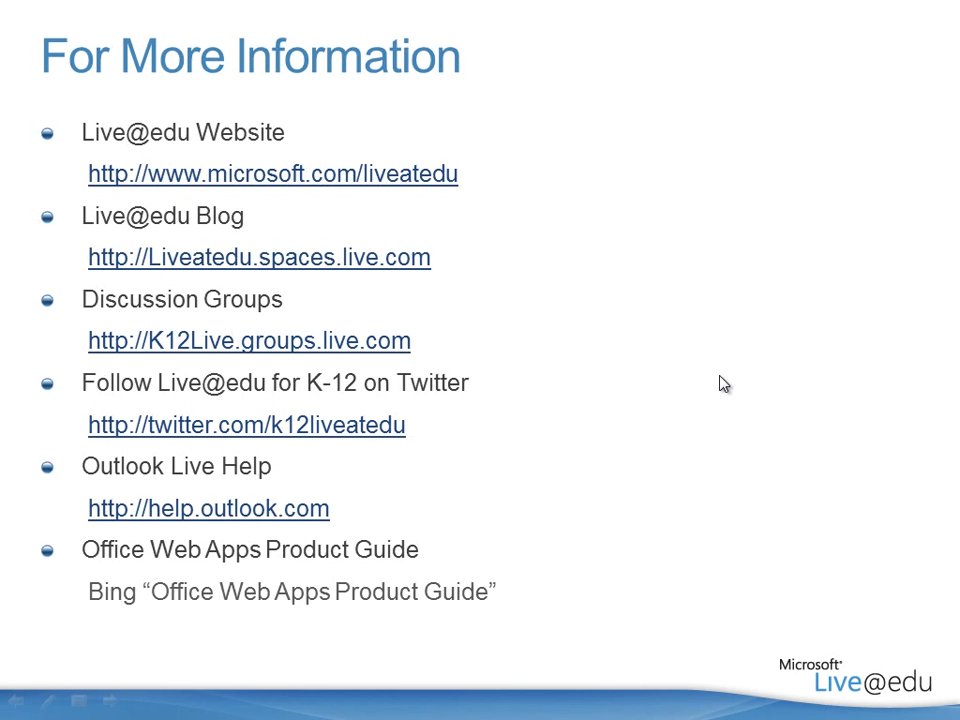 For More Information
Live@edu Website
http://www.microsoft.com/liveatedu
Live@edu Blog
http://Liveatedu.spaces.live.com
Discussion Groups
http://K12Live.groups.live.com
Follow Live@edu for K-12 on Twitter
http://twitter.com/k12liveatedu
Outlook Live Help
http://help.outlook.com
Office Web Apps Product Guide
Bing “Office Web Apps Product Guide”
Microsoft®
Live@edu